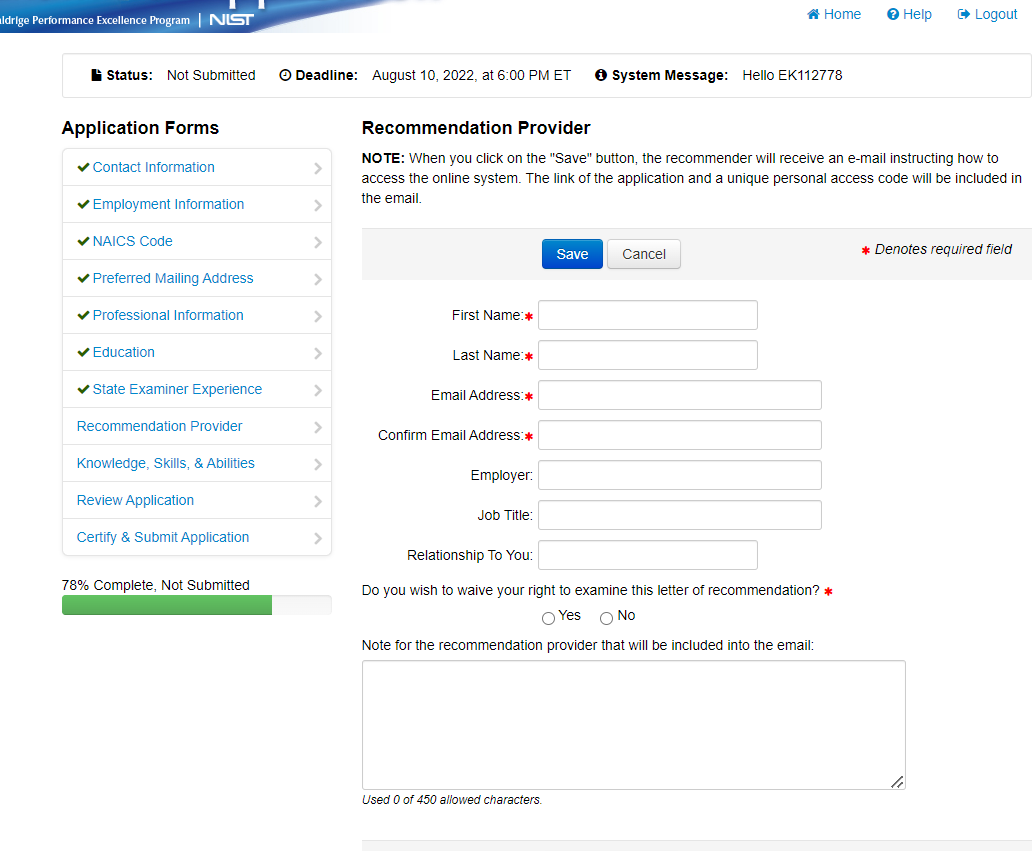 Performance Excellence Program | NIST
Home Help Logout
Status: Not Submitted Deadline: August 10, 2022, at 6:00 PM ET System Message: Hello EK112778
Application Forms
Contact Information
Employment Information
NAICS Code
Preferred Mailing Address
Professional Information
Education
State Examiner Experience
Recommendation Provider
Knowledge, Skills, & Abilities
Review Application
Certify & Submit Application
78% Complete, Not Submitted
Recommendation Provider
NOTE: When you click on the "Save" button, the recommender will receive an e-mail instructing how to
access the online system. The link of the application and a unique personal access code will be included in
the email.
Save Cancel
* Denotes required field
First Name:*
Last Name:*
Email Address:*
Confirm Email Address:*
Employer:
Job Title:
Relationship To You:
Do you wish to waive your right to examine this letter of recommendation? *
Yes No
Note for the recommendation provider that will be included into the email:
Used 0 of 450 allowed characters.